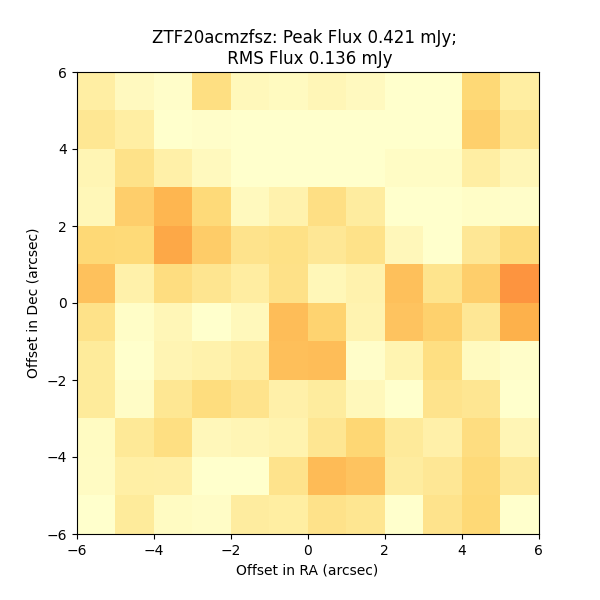 ZTF20acmzfsz: Peak Flux 0.421 mJy;
RMS Flux 0.136 mJy
6
4
2
0
−2
−4
−6
Offset in Dec (arcsec)
−6 −4 −2 0 2 4 6
Offset in RA (arcsec)